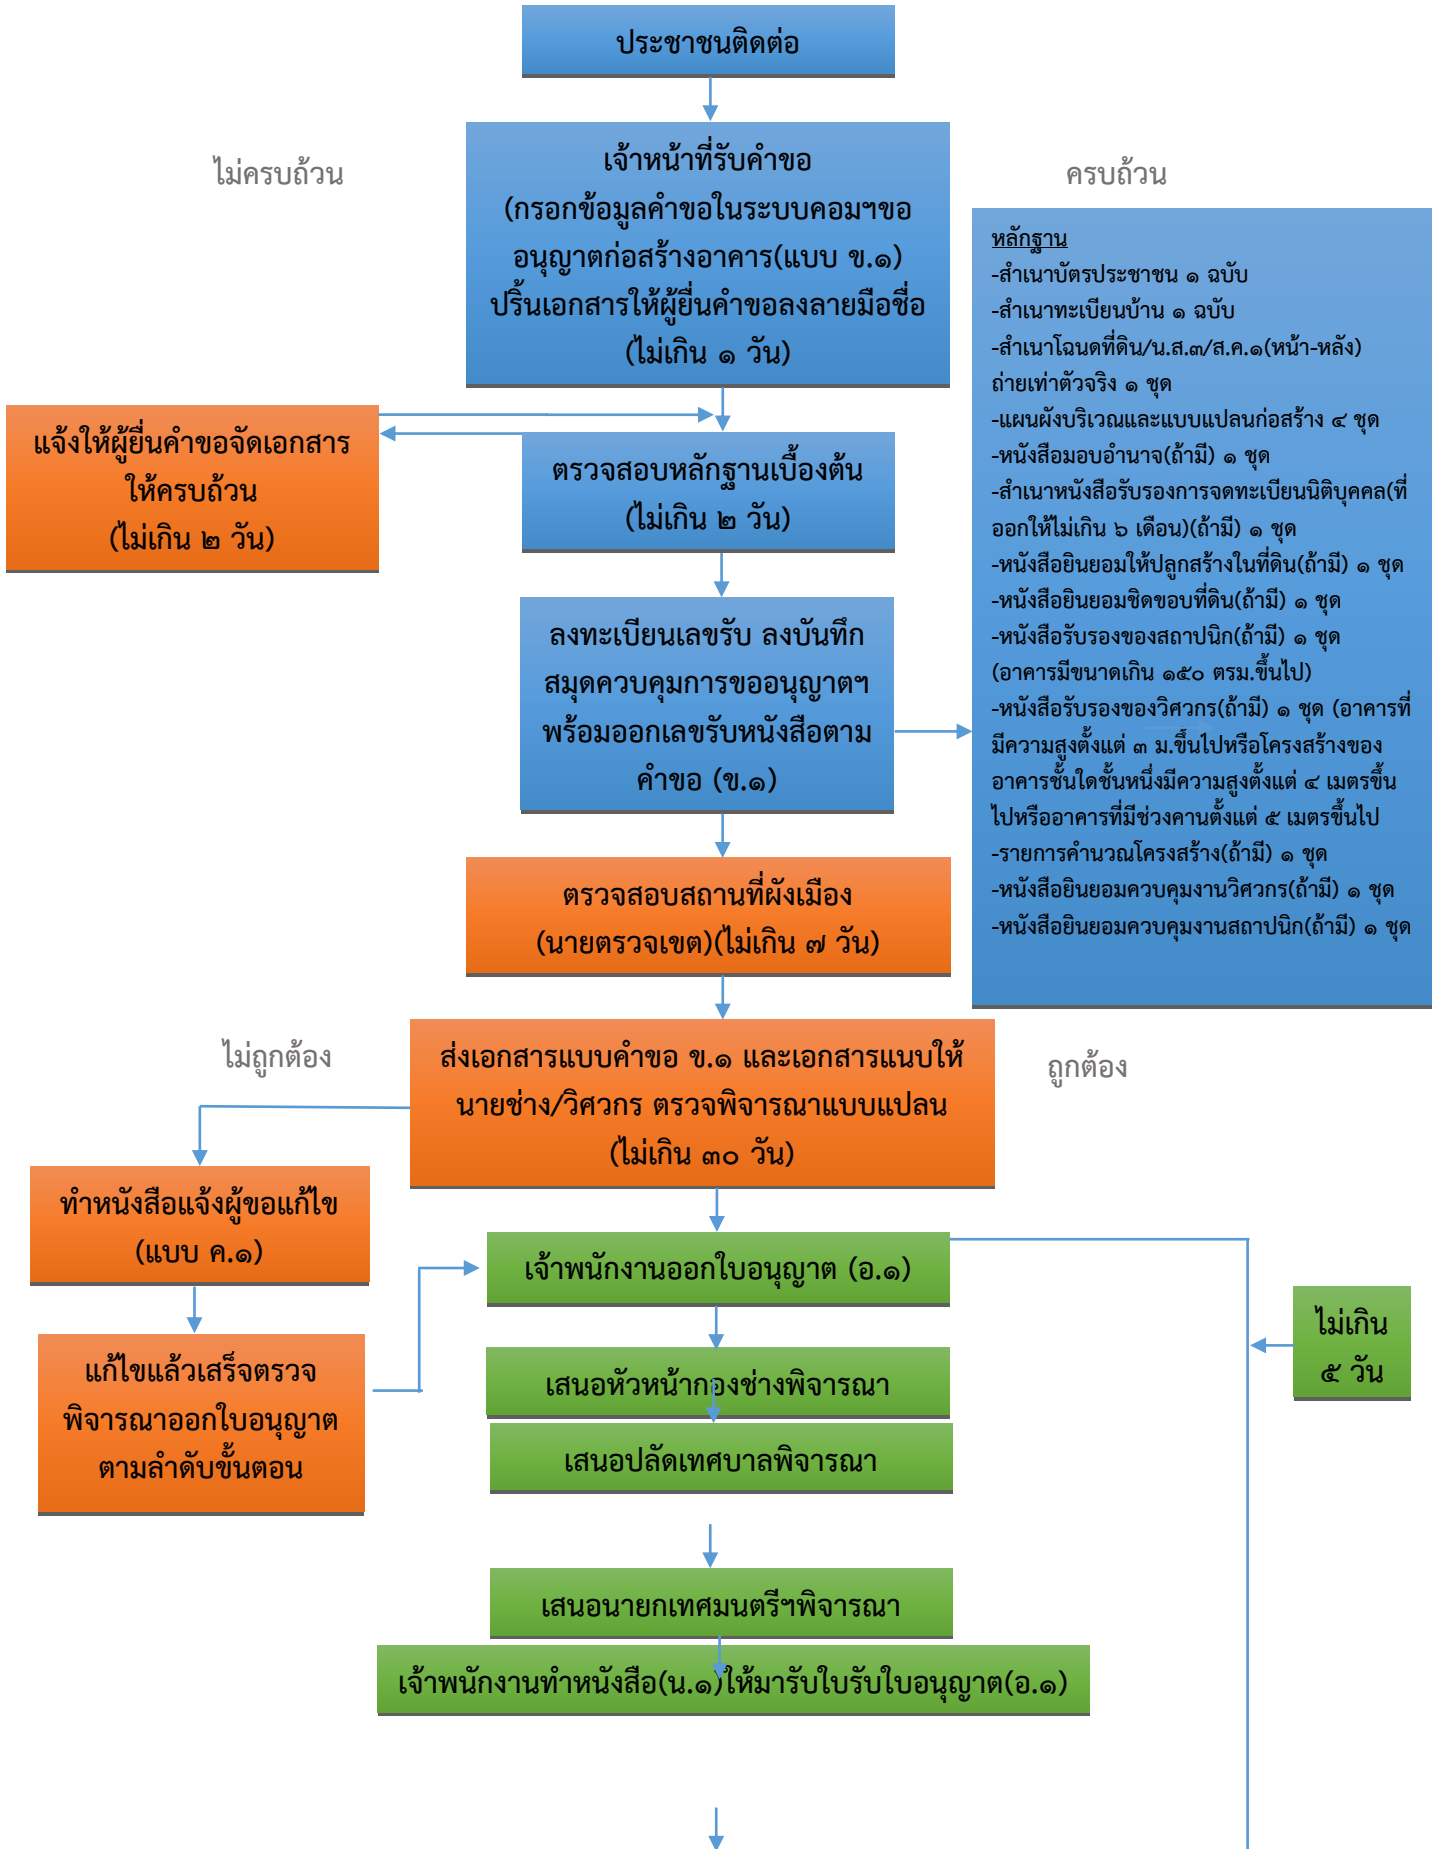 ประชาชนติดต่อ
ไม่ครบถ้วน
เจ้าหน้าที่รับคำขอ
(กรอกข้อมูลคำขอในระบบคอมฯขอ
อนุญาตก่อสร้างอาคาร(แบบ ข.๑)
ปริ้นเอกสารให้ผู้ยื่นคำขอลงลายมือชื่อ
(ไม่เกิน ๑ วัน)
ครบถ้วน
หลักฐาน
-สำเนาบัตรประชาชน ๑ ฉบับ
-สำเนาทะเบียนบ้าน ๑ ฉบับ
-สำเนาโฉนดที่ดิน/น.ส.๓/ส.ค.๑(หน้า-หลัง)
ถ่ายเท่าตัวจริง ๑ ชุด
-แผนผังบริเวณและแบบแปลนก่อสร้าง ๔ ชุด
-หนังสือมอบอำนาจ(ถ้ามี) ๑ ชุด
-สำเนาหนังสือรับรองการจดทะเบียนนิติบุคคล(ที่
ออกให้ไม่เกิน ๖ เดือน)(ถ้ามี) ๑ ชุด
-หนังสือยินยอมให้ปลูกสร้างในที่ดิน(ถ้ามี) ๑ ชุด
-หนังสือยินยอมชิดขอบที่ดิน(ถ้ามี) ๑ ชุด
-หนังสือรับรองของสถาปนิก(ถ้ามี) ๑ ชุด
(อาคารมีขนาดเกิน ๑๕๐ ตรม.ขึ้นไป)
-หนังสือรับรองของวิศวกร(ถ้ามี) ๑ ชุด (อาคารที่
มีความสูงตั้งแต่ ๓ ม.ขึ้นไปหรือโครงสร้างของ
อาคารชั้นใดชั้นหนึ่งมีความสูงตั้งแต่ ๔ เมตรขึ้น
ไปหรืออาคารที่มีช่วงคานตั้งแต่ ๕ เมตรขึ้นไป
-รายการคำนวณโครงสร้าง(ถ้ามี) ๑ ชุด
-หนังสือยินยอมควบคุมงานวิศวกร(ถ้ามี) ๑ ชุด
-หนังสือยินยอมควบคุมงานสถาปนิก(ถ้ามี) ๑ ชุด
แจ้งให้ผู้ยื่นคำขอจัดเอกสาร
ให้ครบถ้วน
(ไม่เกิน ๒ วัน)
ตรวจสอบหลักฐานเบื้องต้น
(ไม่เกิน ๒ วัน)
ลงทะเบียนเลขรับ ลงบันทึก
สมุดควบคุมการขออนุญาตฯ
พร้อมออกเลขรับหนังสือตาม
คำขอ (ข.๑)
ตรวจสอบสถานที่ผังเมือง
(นายตรวจเขต)(ไม่เกิน ๗ วัน)
ไม่ถูกต้อง
ส่งเอกสารแบบคำขอ ข.๑ และเอกสารแนบให้
นายช่าง/วิศวกร ตรวจพิจารณาแบบแปลน
(ไม่เกิน ๓๐ วัน)
ถูกต้อง
ทำหนังสือแจ้งผู้ขอแก้ไข
(แบบ ค.๑)
แก้ไขแล้วเสร็จตรวจ
พิจารณาออกใบอนุญาต
ตามลำดับขั้นตอน
เจ้าพนักงานออกใบอนุญาต (อ.๑)
ไม่เกิน
๕ วัน
เสนอหัวหน้ากองช่างพิจารณา
เสนอปลัดเทศบาลพิจารณา
เสนอนายกเทศมนตรีฯพิจารณา
เจ้าพนักงานทำหนังสือ(น.๑)ให้มารับใบรับใบอนุญาต(อ.๑)